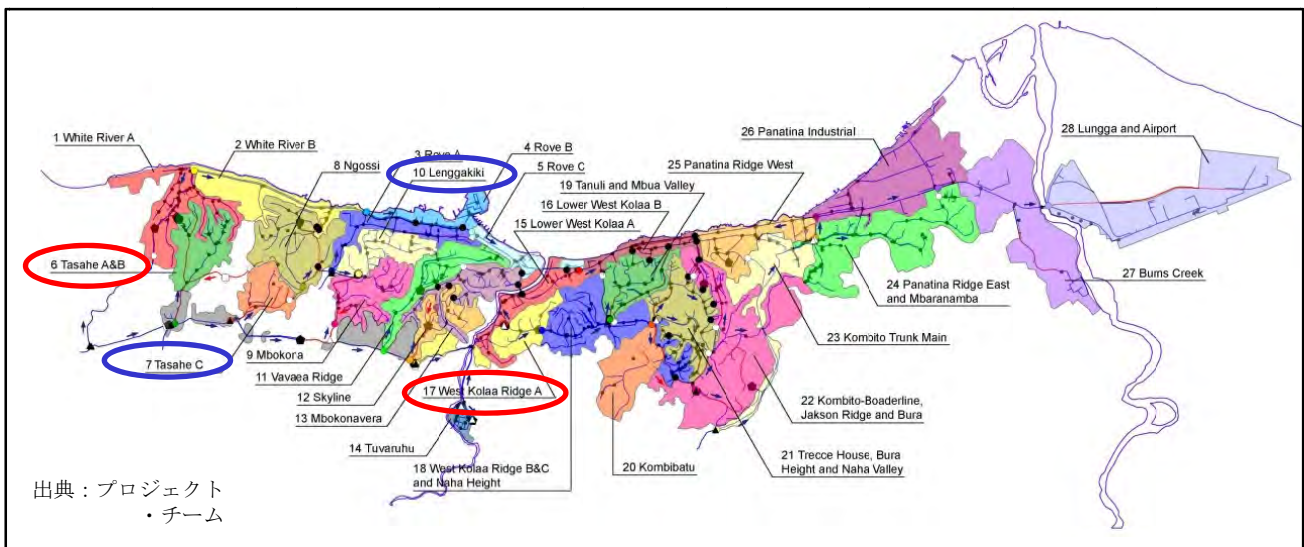 1 White River A
2 White River B
8 Ngossi
3 Rove A
10 Lenggakiki
4 Rove B
5 Rove C
19 Tanuli and Mbua Valley
16 Lower West Kolaa B
15 Lower West Kolaa A
25 Panatina Ridge West
26 Panatina Industrial
28 Lungga and Airport
6 Tasahe A&B
7 Tasahe C
9 Mbokora
11 Vavaea Ridge
12 Skyline
13 Mbokonavera
14 Tuvaruhu
17 West Kolaa Ridge A
18 West Kolaa Ridge B&C
and Naha Height
20 Kombibatu
21 Trecce House, Bura
Height and Naha Valley
22 Kombito-Boaderline,
Jakson Ridge and Bura
23 Kombito Trunk Main
24 Panatina Ridge East
and Mbaranamba
27 Burns Creek
出典：プロジェクト
・チーム